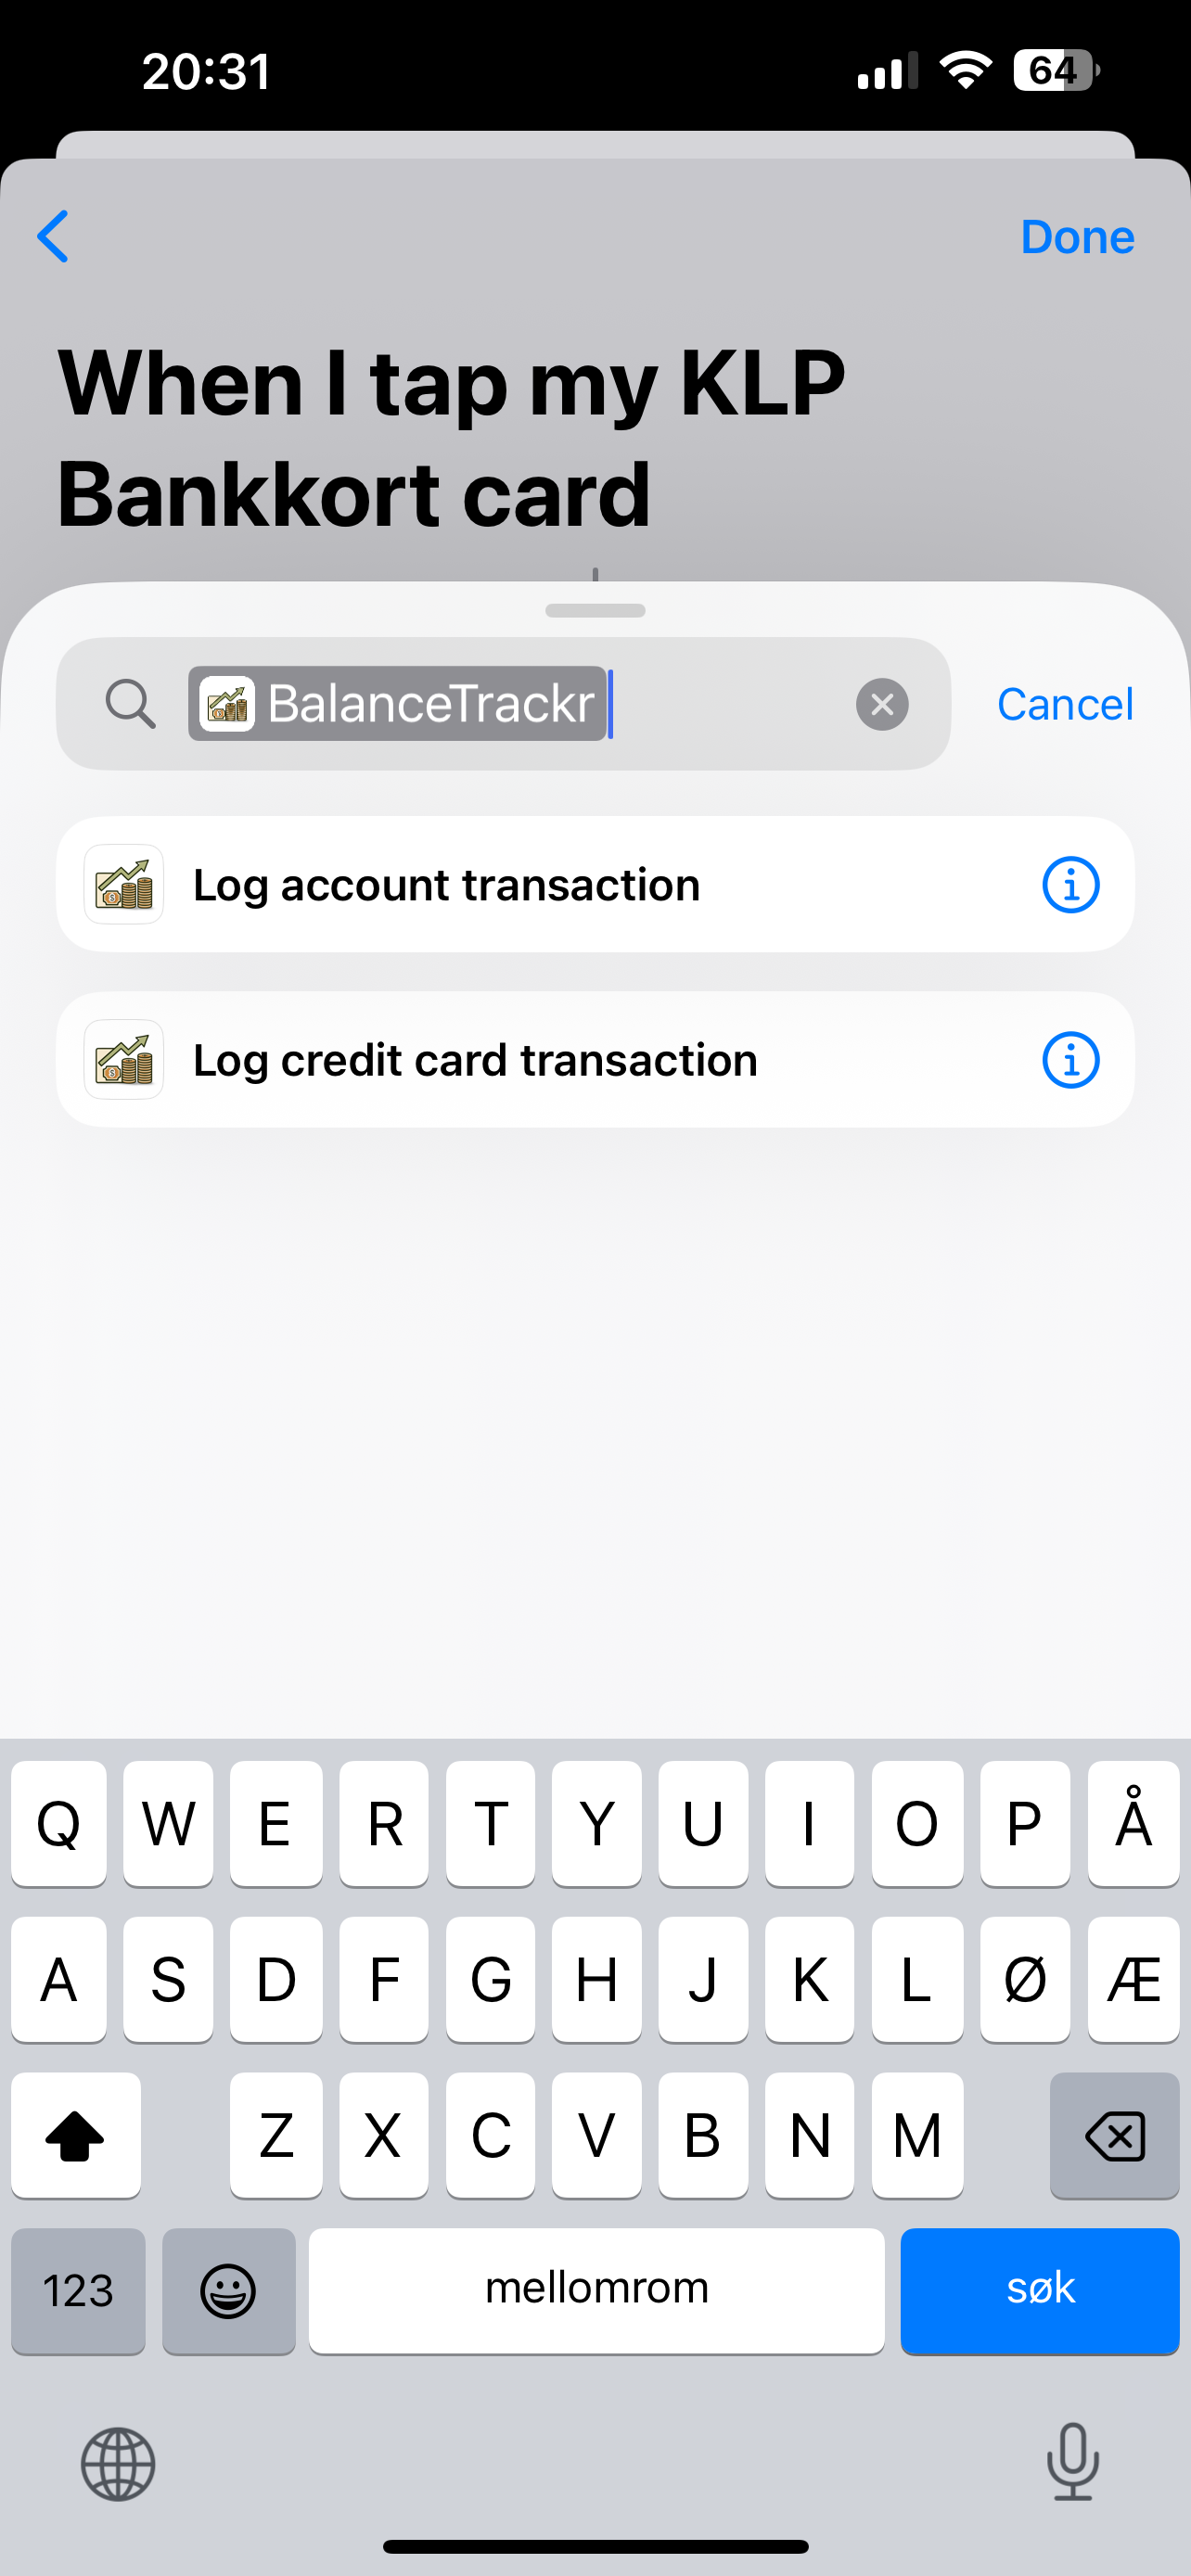 20:31
64
Done
When I tap my KLP
Bankkort card
BalanceTrackr
Cancel
Log account transaction
Log credit card transaction
Q W E R T Y U I O P Å
A S D F G H J K L Ø Æ
Z X C V B N M
123 mellomrom søk